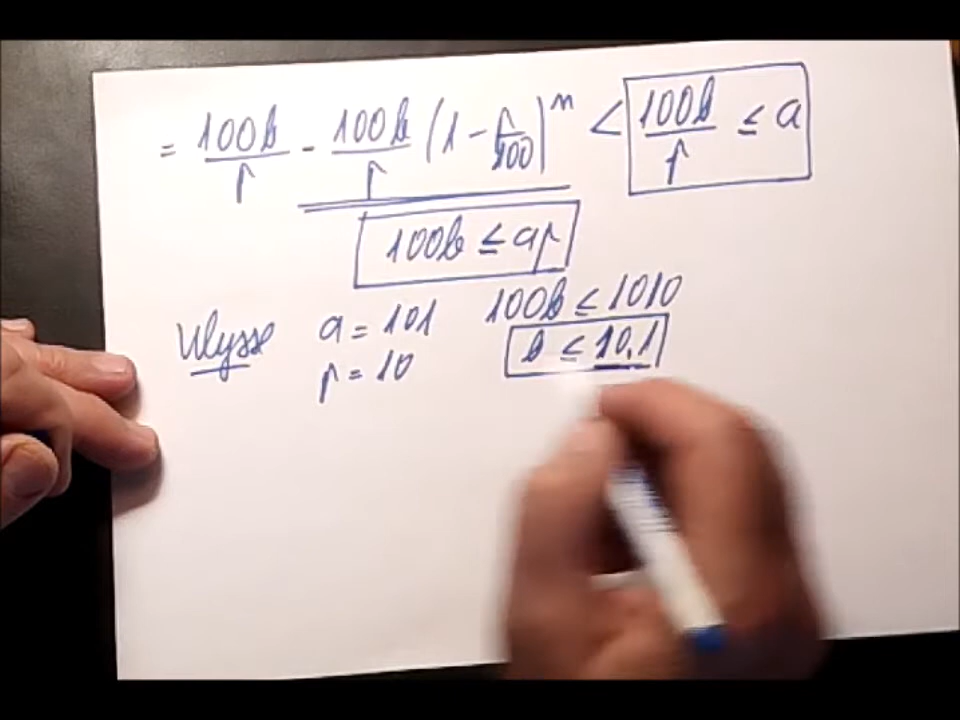 = 100b/r - 100b/r (1 - r/100)^n < 100b/r ≤ a
100b ≤ ar
Ulysse a = 101 100b ≤ 1010
r = 10 b ≤ 10,1